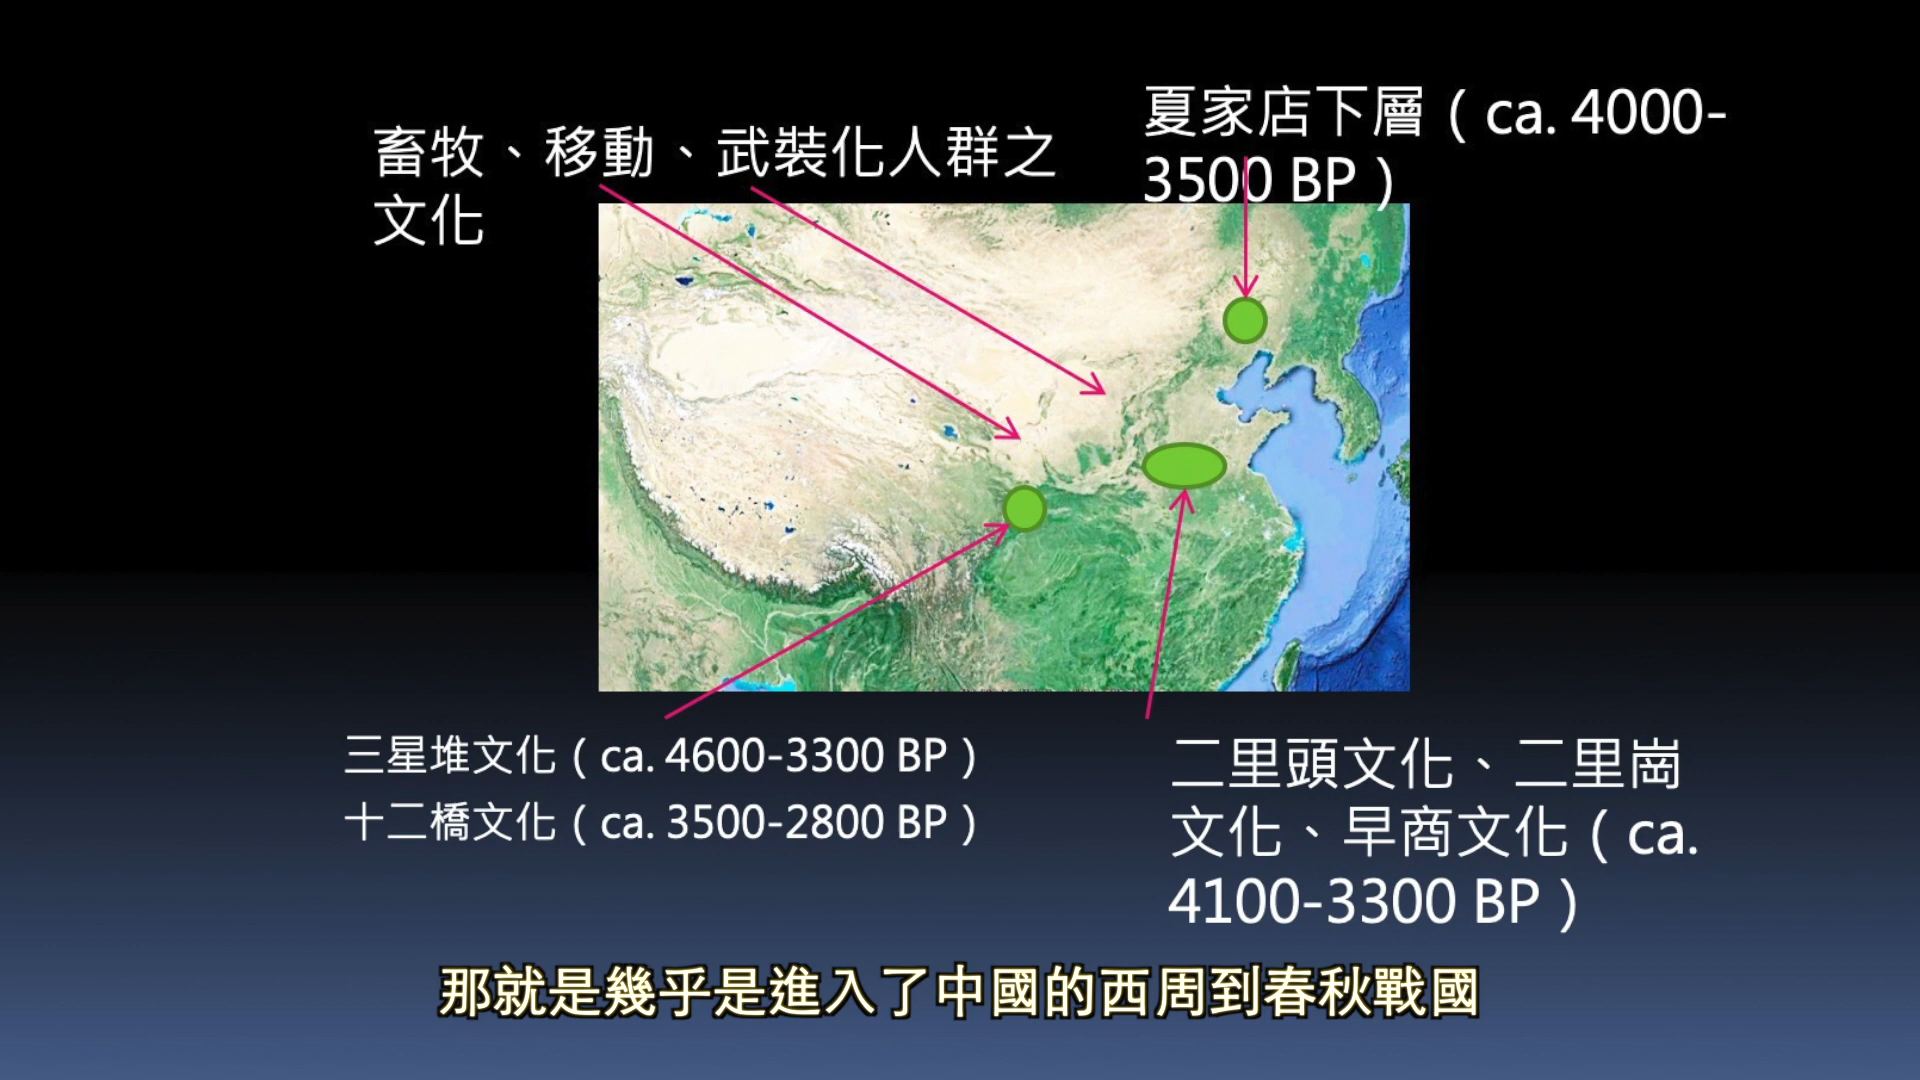 畜牧、移動、武裝化人群之
文化
夏家店下層（ca. 4000-
3500 BP）
三星堆文化（ca. 4600-3300 BP）
十二橋文化（ca. 3500-2800 BP）
二里頭文化、二里崗
文化、早商文化（ca.
4100-3300 BP）
那就是幾乎是進入了中國的西周到春秋戰國